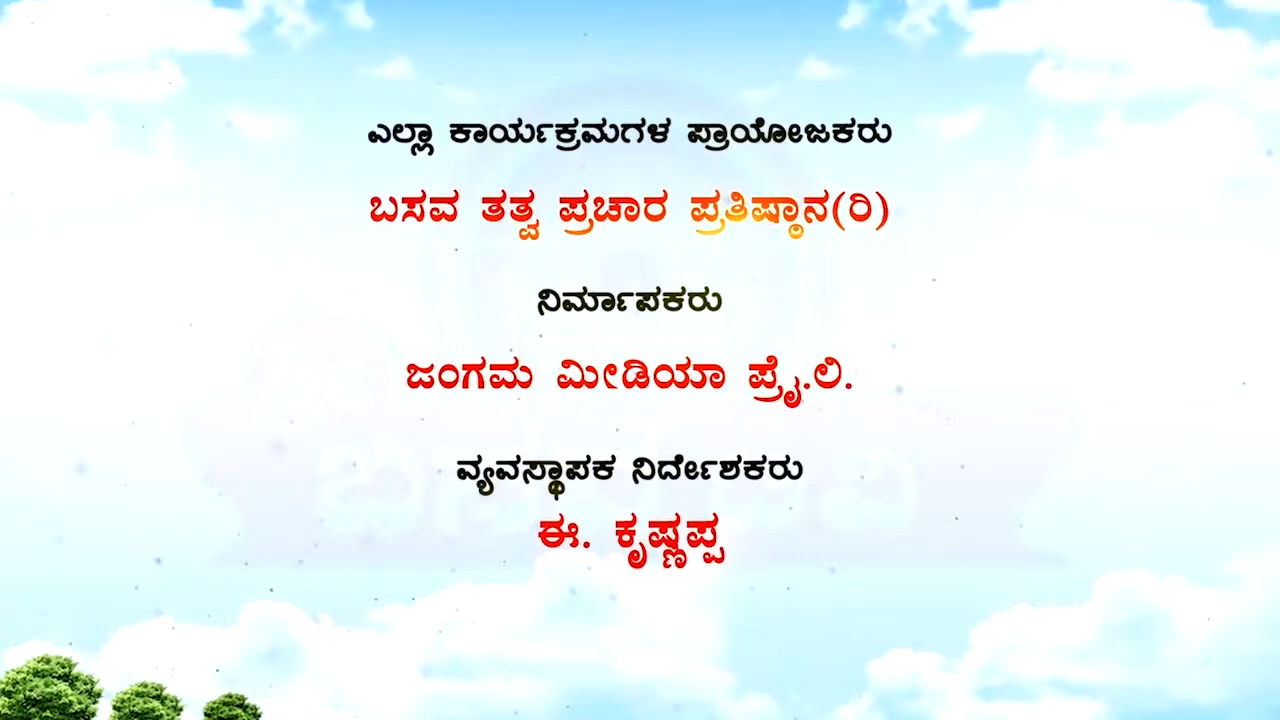 ಎಲ್ಲಾ ಕಾರ್ಯಕ್ರಮಗಳ ಪ್ರಾಯೋಜಕರು
ಬಸವ ತತ್ವ ಪ್ರಚಾರ ಪ್ರತಿಷ್ಠಾನ(ರಿ)
ನಿರ್ಮಾಪಕರು
ಜಂಗಮ ಮೀಡಿಯಾ ಪ್ರೈ.ಲಿ.
ವ್ಯವಸ್ಥಾಪಕ ನಿರ್ದೇಶಕರು
ಈ. ಕೃಷ್ಣಪ್ಪ